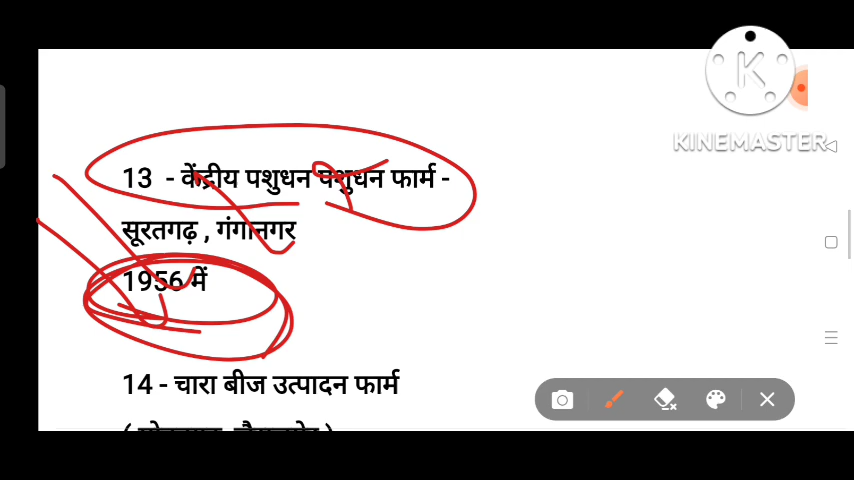 KINEMASTER
13 - केंद्रीय पशुधन पशुधन फार्म -
सूरतगढ़ , गंगानगर
1956 में
14 - चारा बीज उत्पादन फार्म